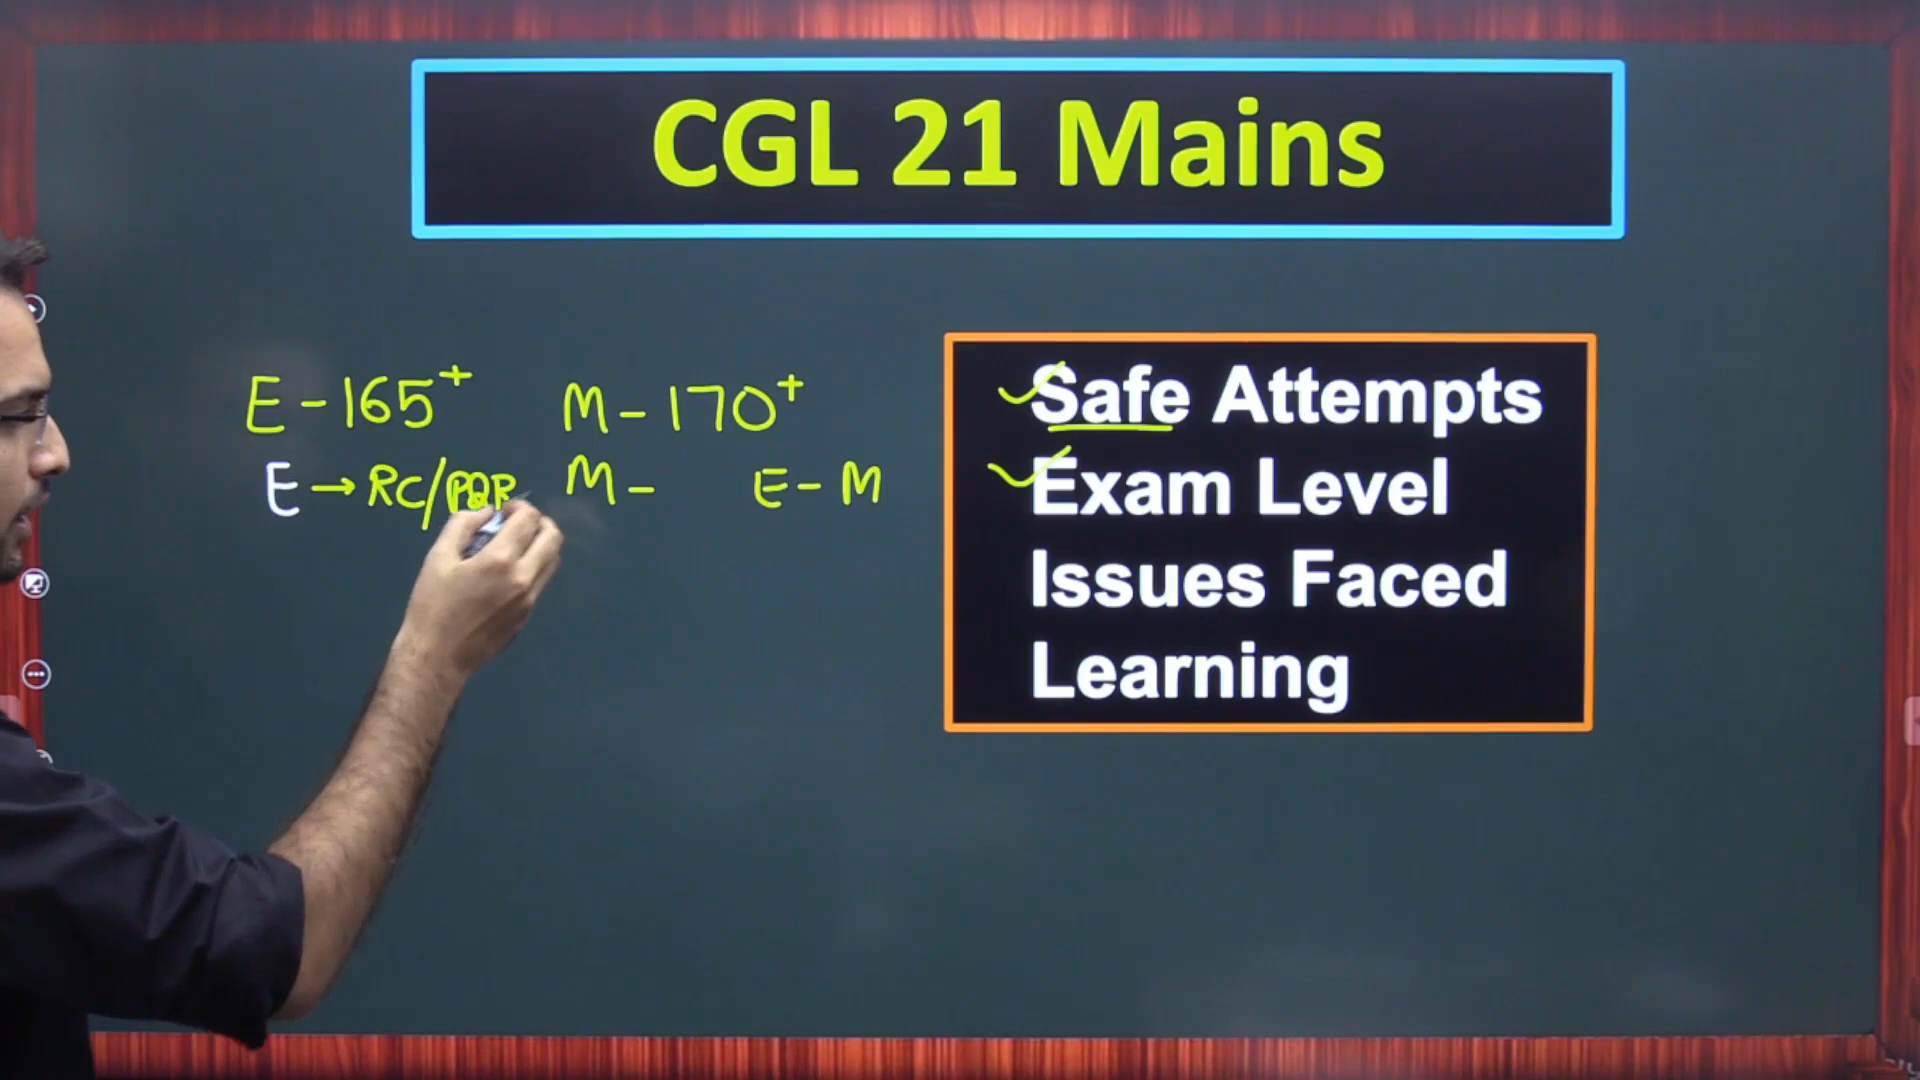 CGL 21 Mains
E - 165+ M - 170+
E → RC/PQR M - E - M
Safe Attempts
Exam Level
Issues Faced
Learning